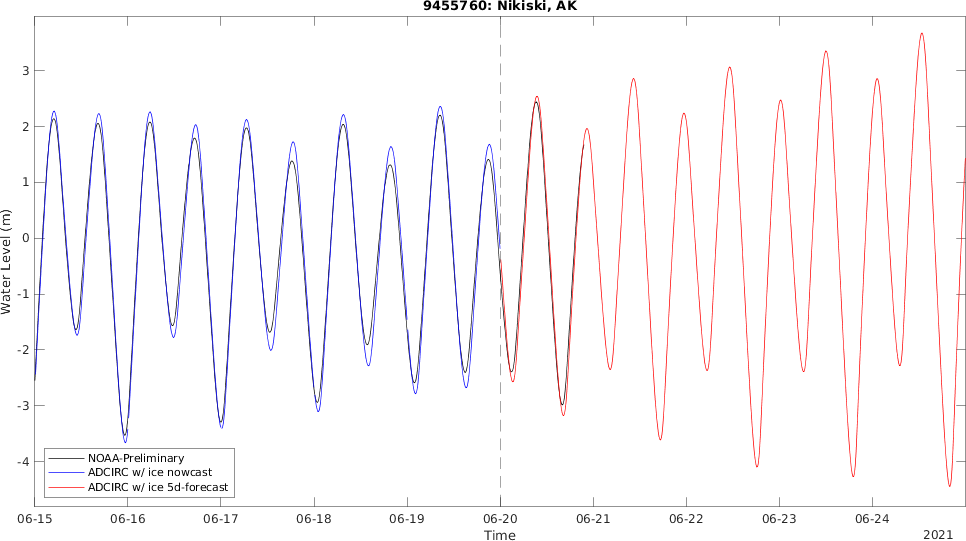 9455760: Nikiski, AK
3
2
1
0
-1
-2
-3
-4
Water Level (m)
NOAA-Preliminary
ADCIRC w/ ice nowcast
ADCIRC w/ ice 5d-forecast
06-15 06-16 06-17 06-18 06-19 06-20 06-21 06-22 06-23 06-24
Time
2021